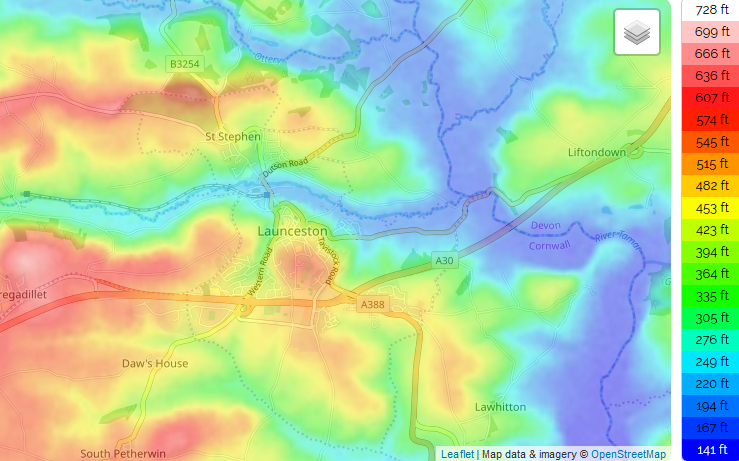 Ottery
B3254
St Stephen
Dutson Road
Liftondown
Launceston
Devon
Cornwall
River Tamar
Tavistock Road
Western Road
A30
regadillet
A388
Daw's House
Lawhitton
South Petherwin
Leaflet | Map data & imagery © OpenStreetMap
728 ft
699 ft
666 ft
636 ft
607 ft
574 ft
545 ft
515 ft
482 ft
453 ft
423 ft
394 ft
364 ft
335 ft
305 ft
276 ft
249 ft
220 ft
194 ft
167 ft
141 ft